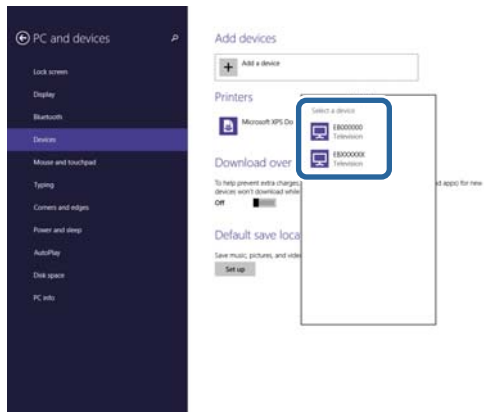 PC and devices
Lock screen
Display
Bluetooth
Devices
Mouse and touchpad
Typing
Corners and edges
Power and sleep
AutoPlay
Disk space
PC info
Add devices
Add a device
Printers
Microsoft XPS Do
Download over
To help prevent extra charges,
d apps) for new
devices won't download while
Off
Default save loca
Save music, pictures, and vide
Set up
Select a device
Television
Television